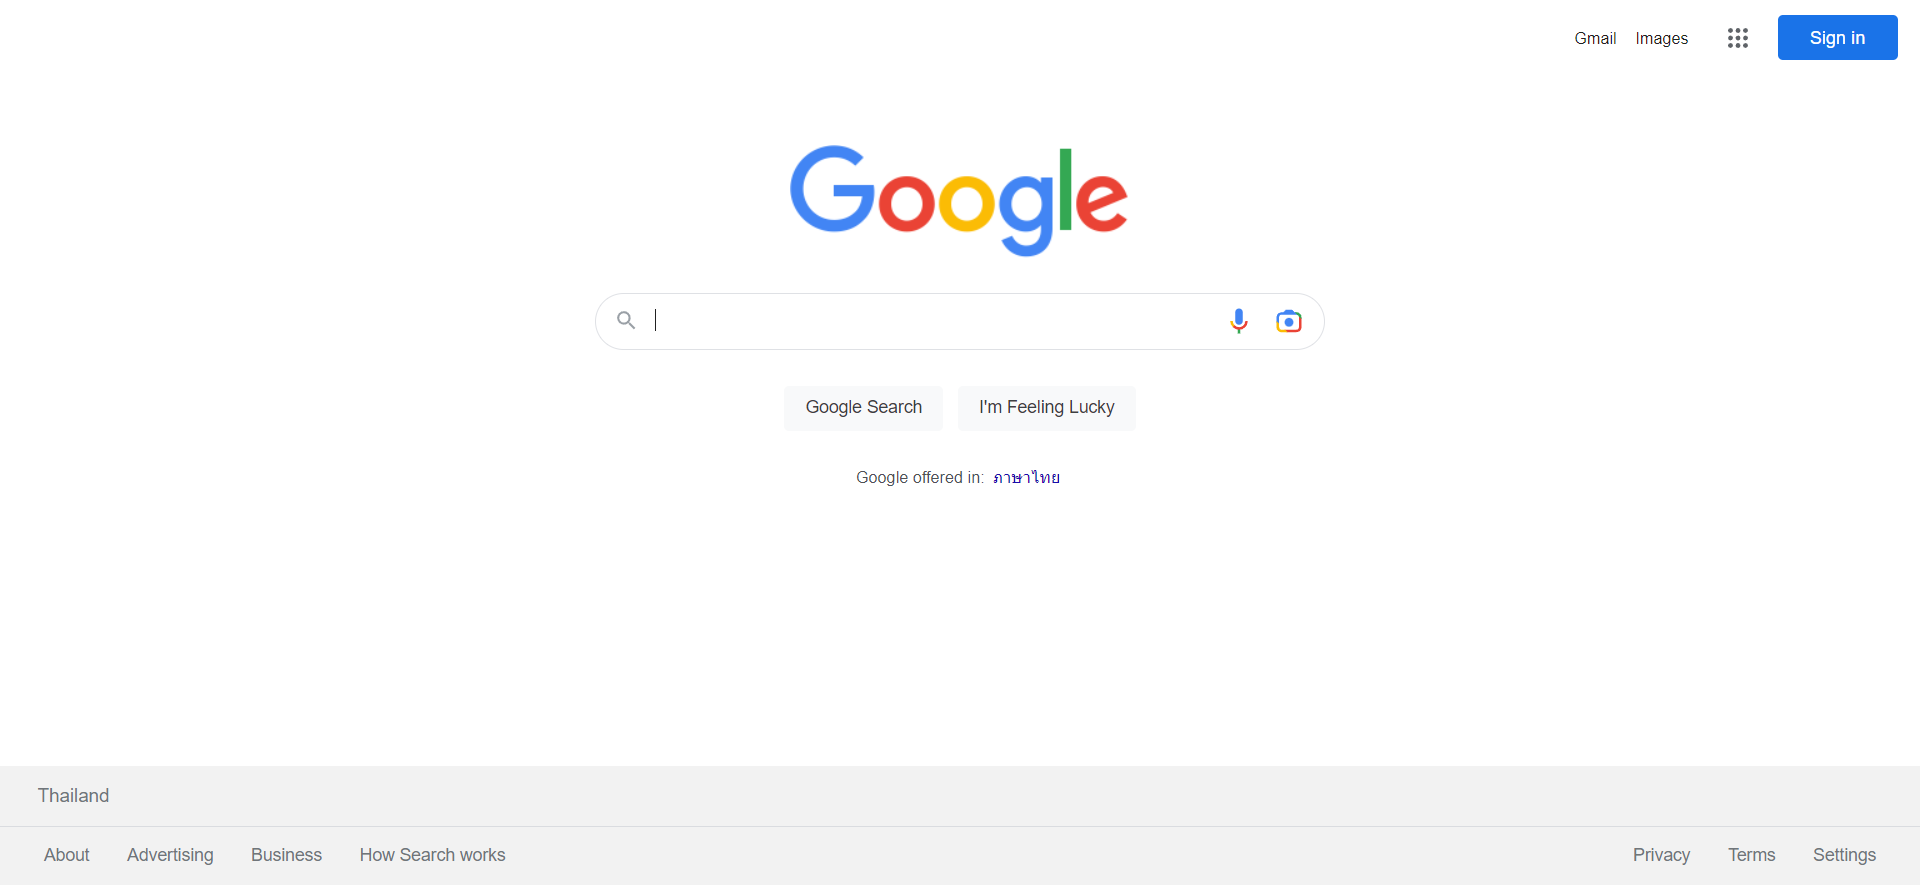 Gmail Images Sign in
Google
Google Search I'm Feeling Lucky
Google offered in: ภาษาไทย
Thailand
About Advertising Business How Search works Privacy Terms Settings